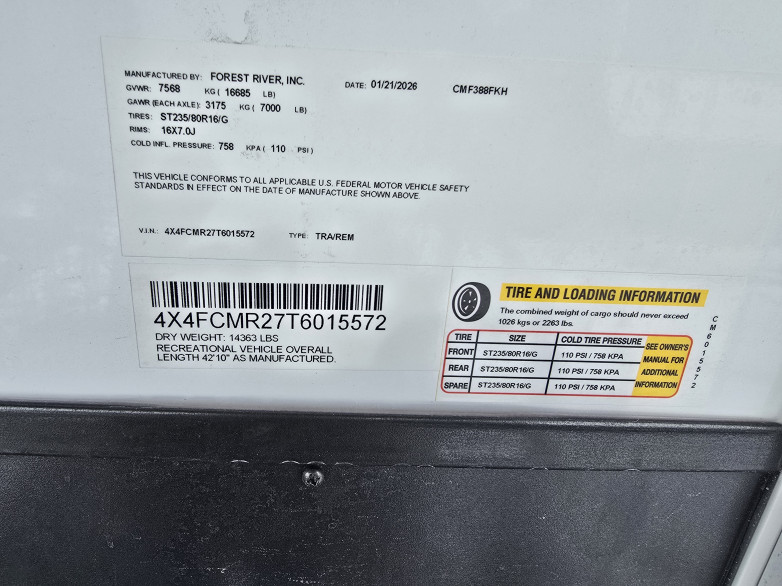 MANUFACTURED BY: FOREST RIVER, INC. DATE: 01/21/2026 CMF388FKH
GVWR: 7568 KG ( 16685 LB)
GAWR (EACH AXLE): 3175 KG ( 7000 LB)
TIRES: ST235/80R16/G
RIMS: 16X7.0J
COLD INFL. PRESSURE: 758 KPA ( 110 PSI )
THIS VEHICLE CONFORMS TO ALL APPLICABLE U.S. FEDERAL MOTOR VEHICLE SAFETY
STANDARDS IN EFFECT ON THE DATE OF MANUFACTURE SHOWN ABOVE.
V.I.N.: 4X4FCMR27T6015572 TYPE: TRA/REM
4X4FCMR27T6015572
DRY WEIGHT: 14363 LBS
RECREATIONAL VEHICLE OVERALL
LENGTH 42'10" AS MANUFACTURED.
TIRE AND LOADING INFORMATION
The combined weight of cargo should never exceed
1026 kgs or 2263 lbs.
TIRE SIZE COLD TIRE PRESSURE
FRONT ST235/80R16/G 110 PSI / 758 KPA
REAR ST235/80R16/G 110 PSI / 758 KPA
SPARE ST235/80R16/G 110 PSI / 758 KPA
SEE OWNER'S
MANUAL FOR
ADDITIONAL
INFORMATION
CM6015572